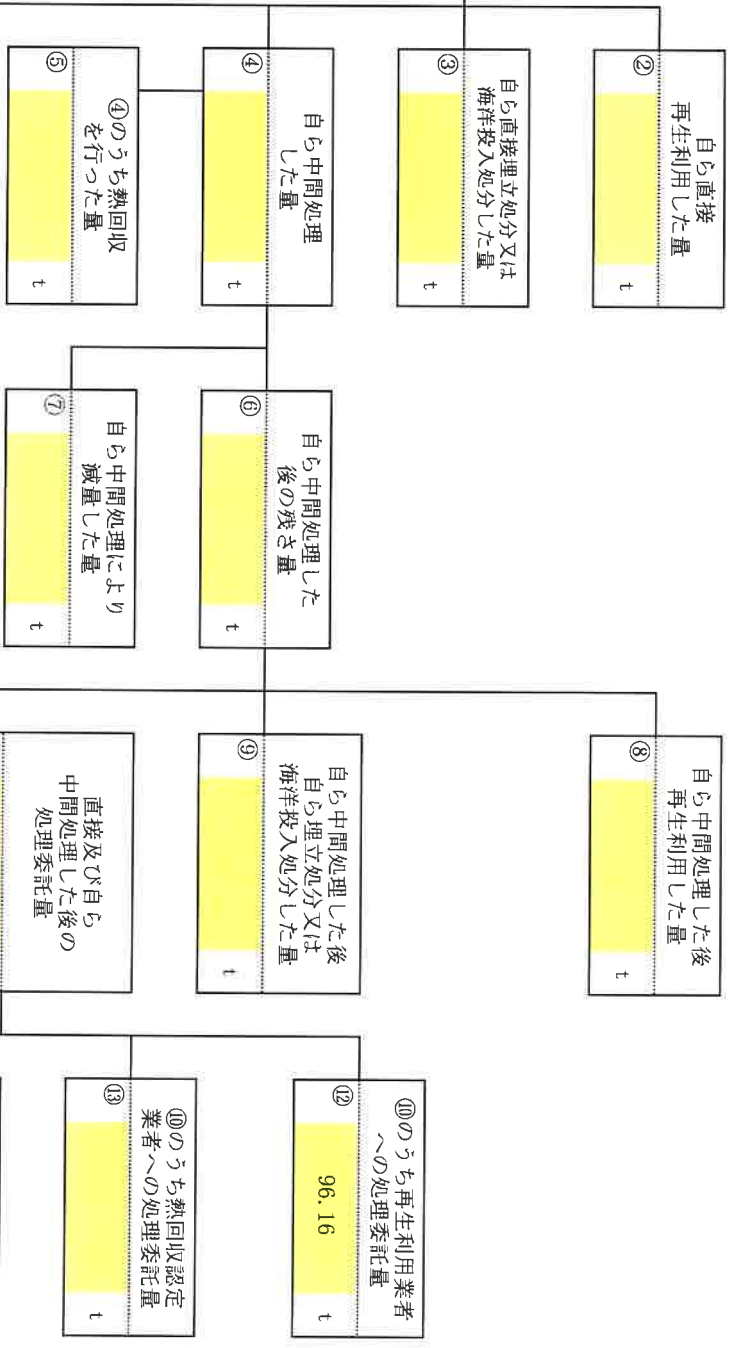 自ら直接
再生利用した量
②
t
自ら直接埋立処分又は
海洋投入処分した量
③
t
自ら中間処理
した量
④
t
④のうち熱回収
を行った量
⑤
t
自ら中間処理した
後の残さ量
⑥
t
自ら中間処理により
減量した量
⑦
t
自ら中間処理した後
再生利用した量
⑧
t
自ら中間処理した後
自ら埋立処分又は
海洋投入処分した量
⑨
t
直接及び自ら
中間処理した後の
処理委託量
⑩のうち再生利用業者
への処理委託量
⑫
96.16
t
⑩のうち熱回収認定
業者への処理委託量
⑬
t